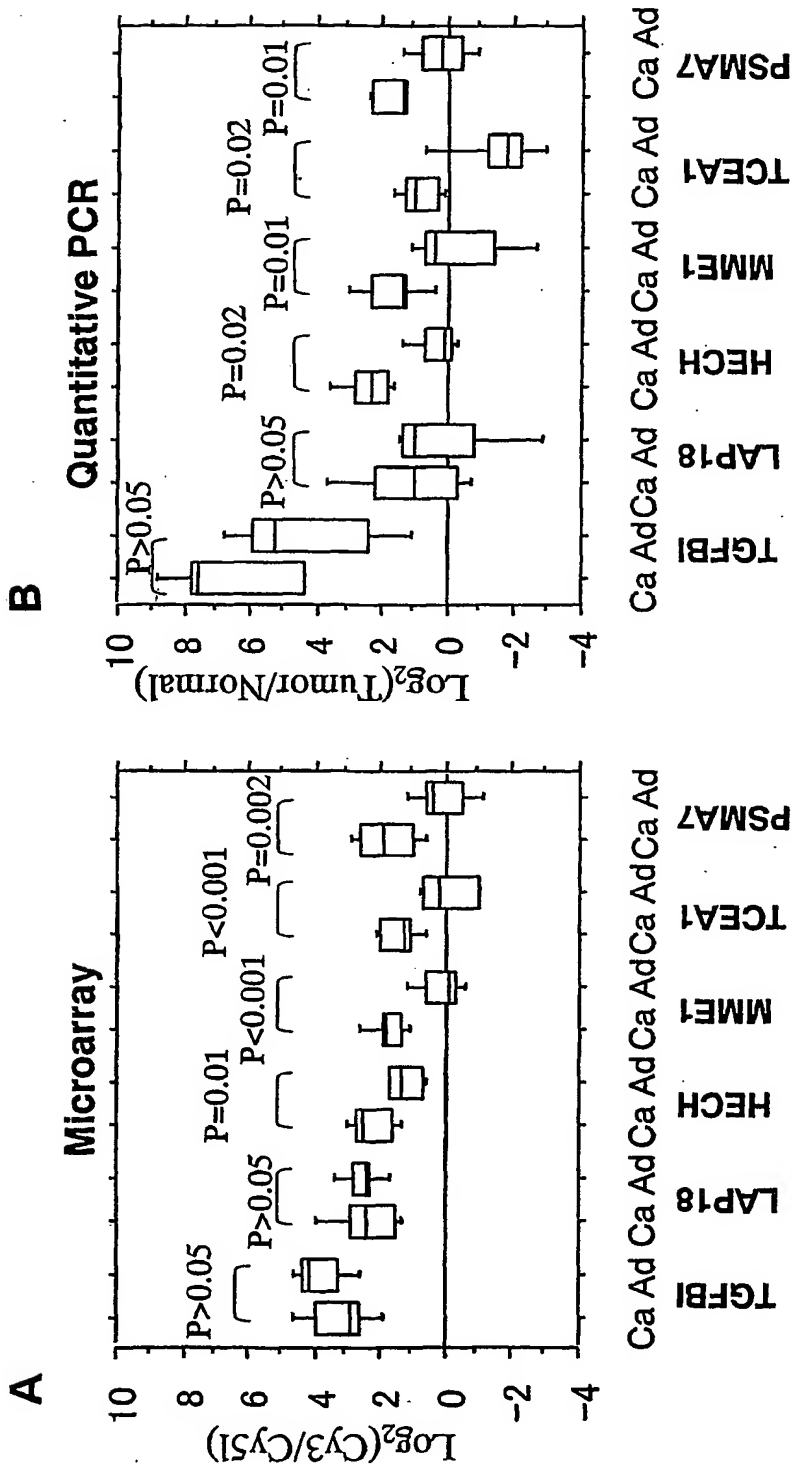 A
Microarray
Log2(Cy3/Cy5l)
10
8
6
4
2
0
−2
−4
P>0.05
P>0.05
P=0.01
P<0.001
P<0.001
P=0.002
Ca Ad Ca Ad Ca Ad Ca Ad Ca Ad Ca Ad
TGFBI
LAP18
HECH
MME1
TCEA1
PSMA7
B
Quantitative PCR
Log2(Tumor/Normal)
10
8
6
4
2
0
−2
−4
P>0.05
P>0.05
P=0.02
P=0.01
P=0.02
P=0.01
Ca Ad Ca Ad Ca Ad Ca Ad Ca Ad Ca Ad
TGFBI
LAP18
HECH
MME1
TCEA1
PSMA7